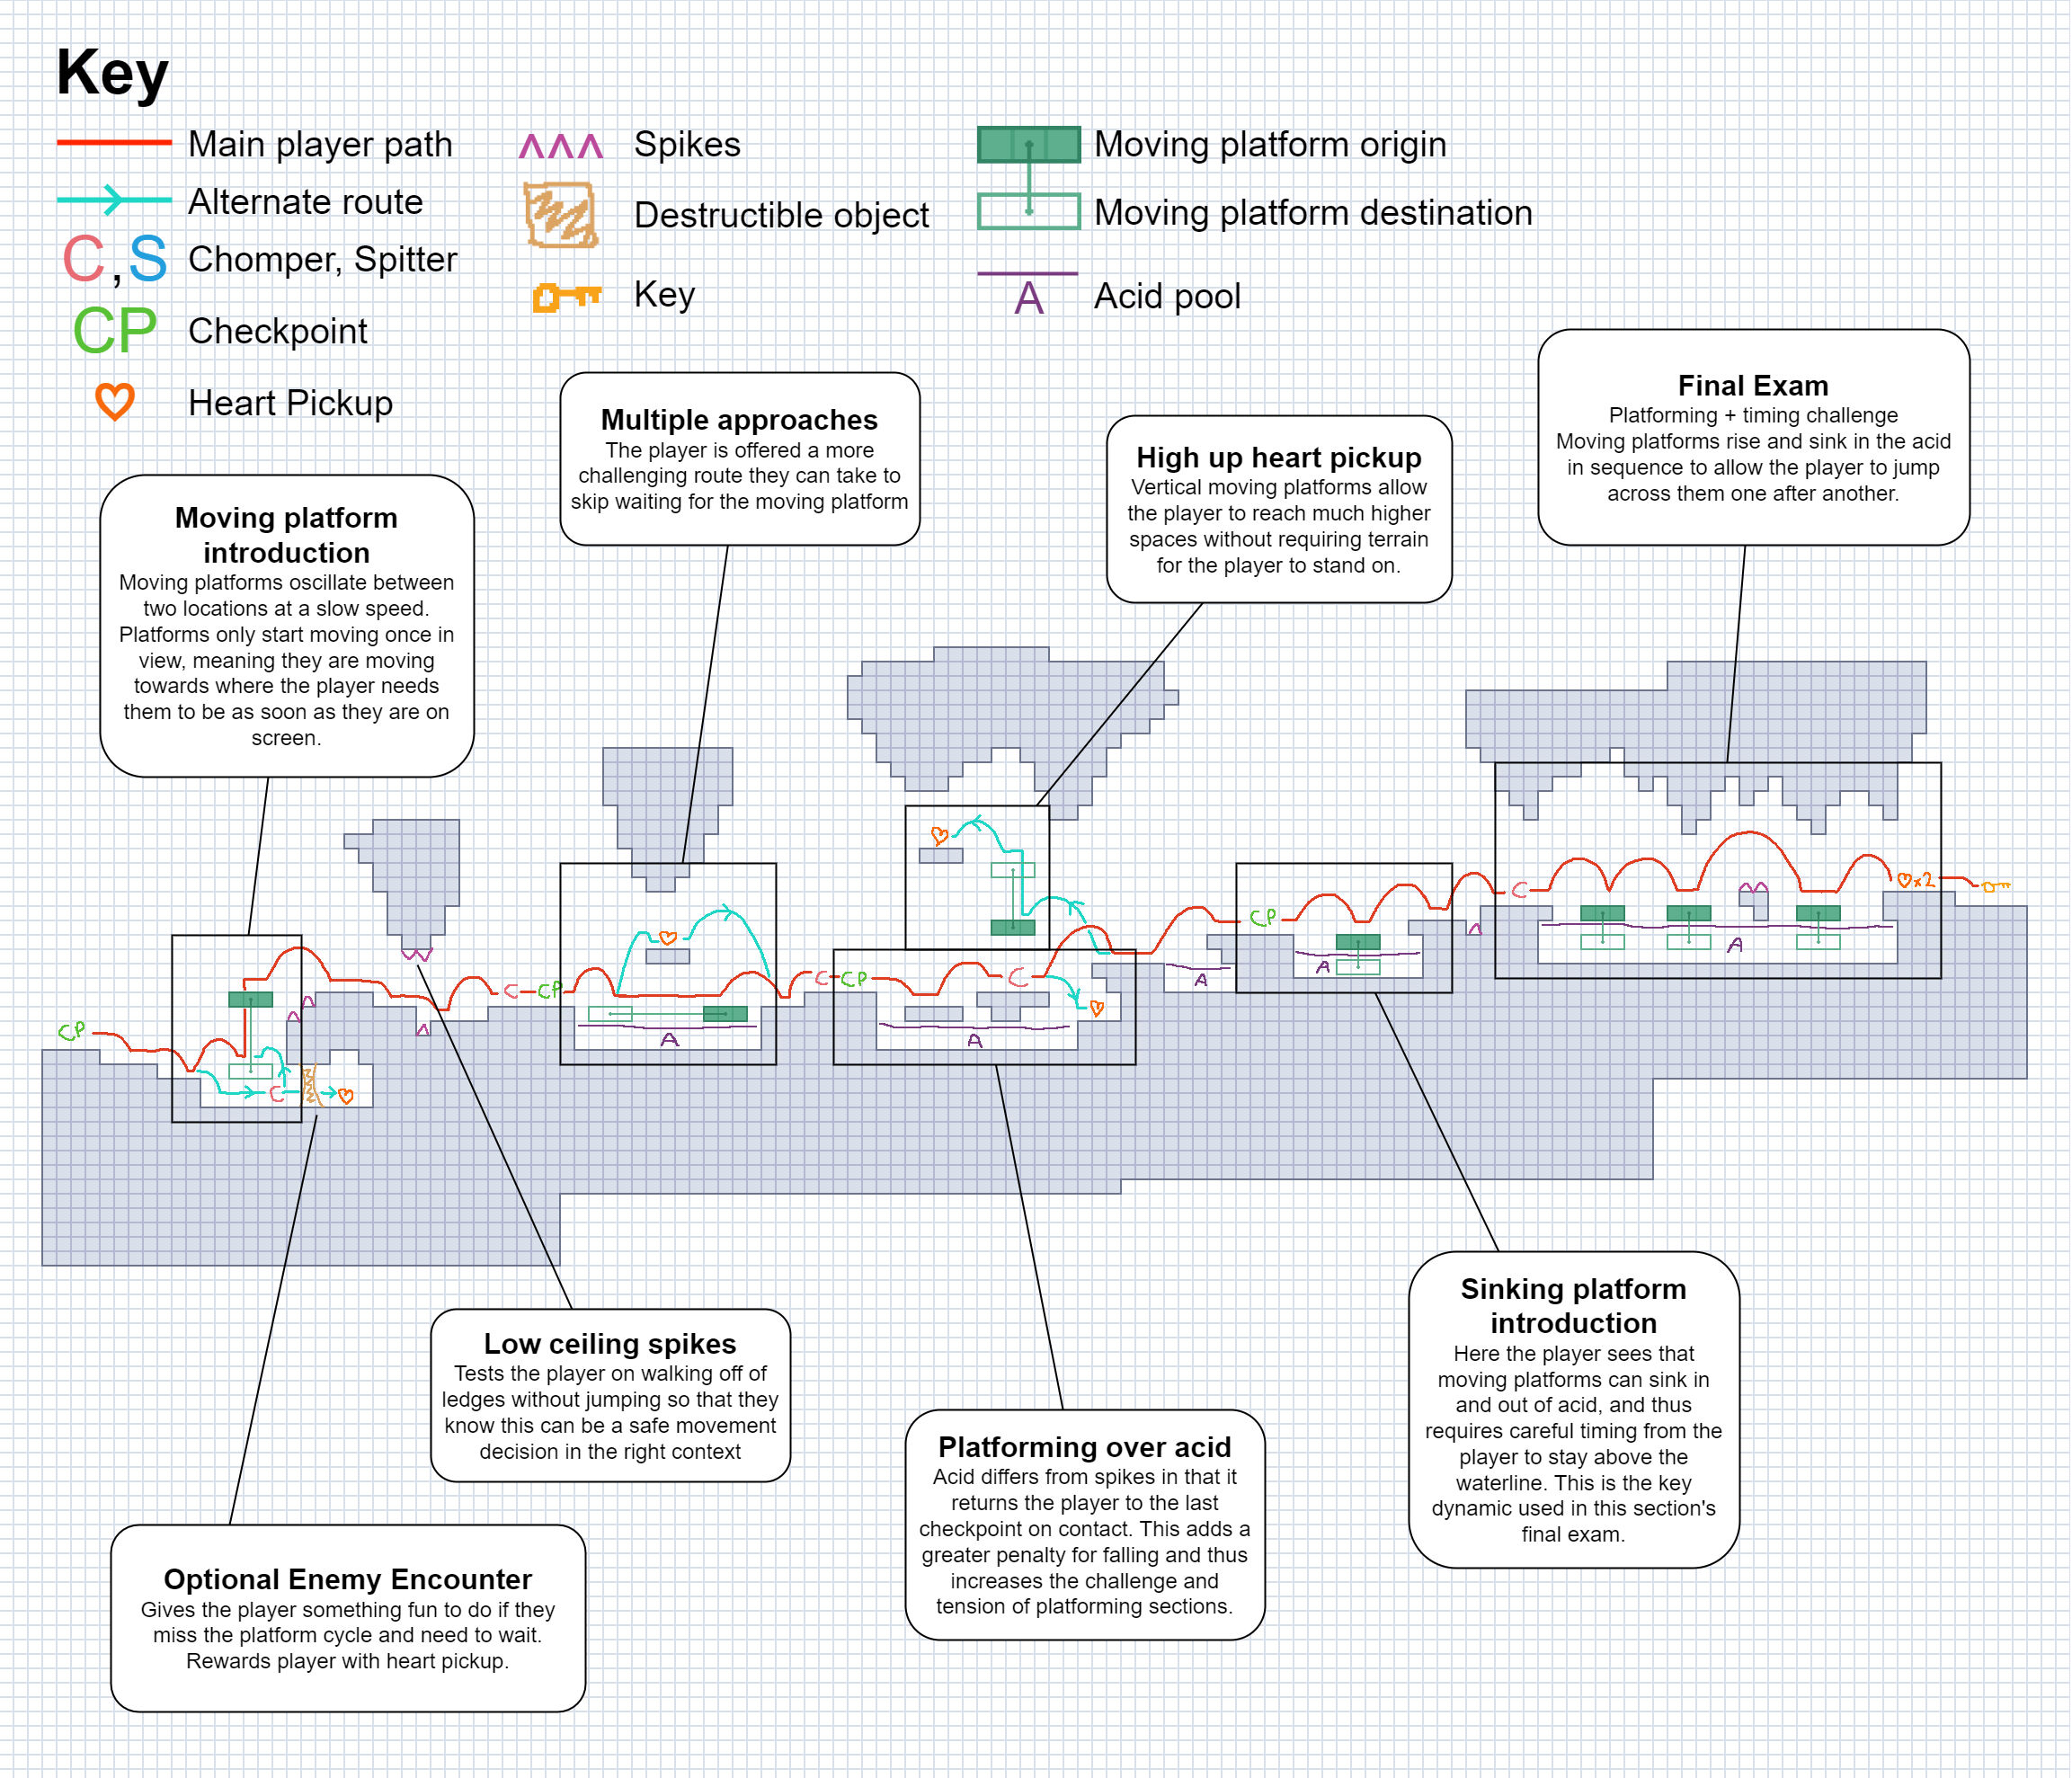 Key
Main player path
Alternate route
C,S Chomper, Spitter
CP Checkpoint
Heart Pickup
Spikes
Destructible object
Key
Moving platform origin
Moving platform destination
A Acid pool
Moving platform
introduction
Moving platforms oscillate between
two locations at a slow speed.
Platforms only start moving once in
view, meaning they are moving
towards where the player needs
them to be as soon as they are on
screen.
Multiple approaches
The player is offered a more
challenging route they can take to
skip waiting for the moving platform
High up heart pickup
Vertical moving platforms allow
the player to reach much higher
spaces without requiring terrain
for the player to stand on.
Final Exam
Platforming + timing challenge
Moving platforms rise and sink in the acid
in sequence to allow the player to jump
across them one after another.
CP
C
C
CP
A
C
CP
C
A
A
CP
A
C
A
x2
Low ceiling spikes
Tests the player on walking off of
ledges without jumping so that they
know this can be a safe movement
decision in the right context
Optional Enemy Encounter
Gives the player something fun to do if they
miss the platform cycle and need to wait.
Rewards player with heart pickup.
Platforming over acid
Acid differs from spikes in that it
returns the player to the last
checkpoint on contact. This adds a
greater penalty for falling and thus
increases the challenge and
tension of platforming sections.
Sinking platform
introduction
Here the player sees that
moving platforms can sink in
and out of acid, and thus
requires careful timing from the
player to stay above the
waterline. This is the key
dynamic used in this section's
final exam.